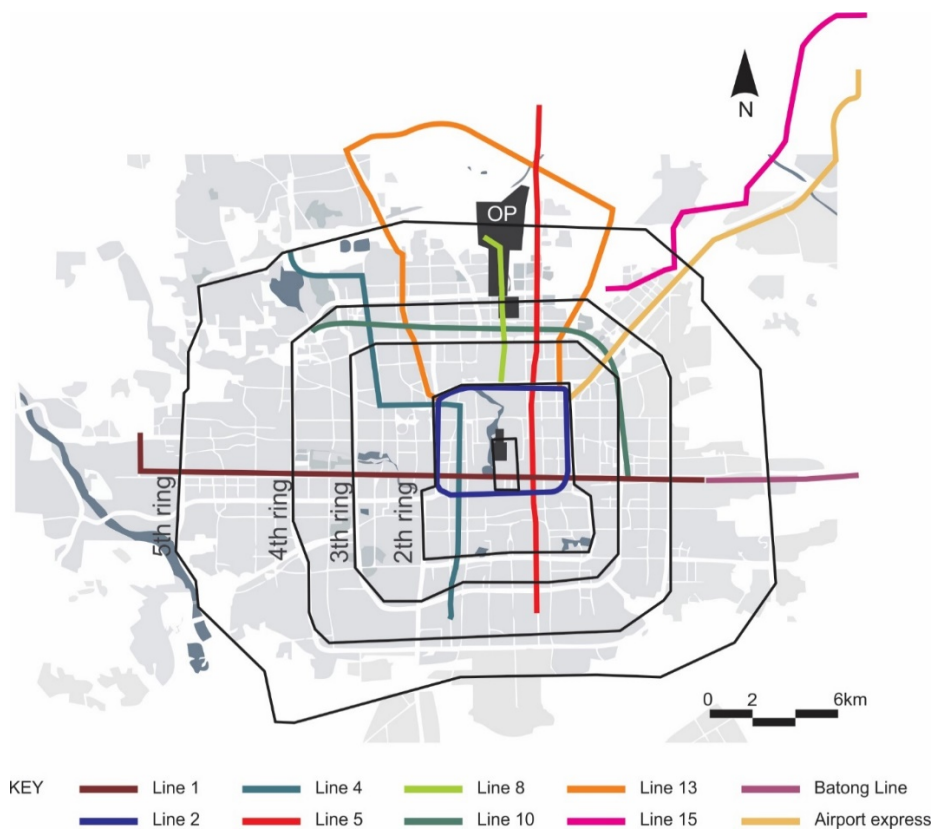 N
OP
5th ring
4th ring
3th ring
2th ring
0 2 6km
KEY Line 1 Line 4 Line 8 Line 13 Batong Line
Line 2 Line 5 Line 10 Line 15 Airport express